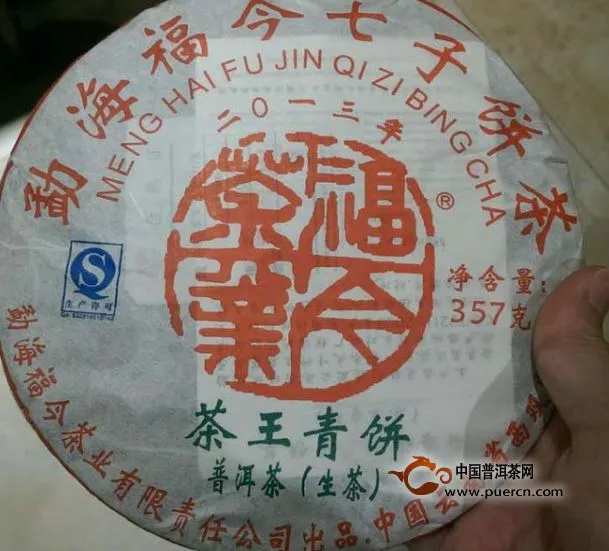 勐海福今七子饼茶
MENG HAI FU JIN QI ZI BING CHA
二〇一三年
福今茶业
®
净含量:
357克
生产许可
茶王青饼
普洱茶(生茶)
勐海福今茶业有限责任公司出品.中国云
中国普洱茶网
www.puercn.com